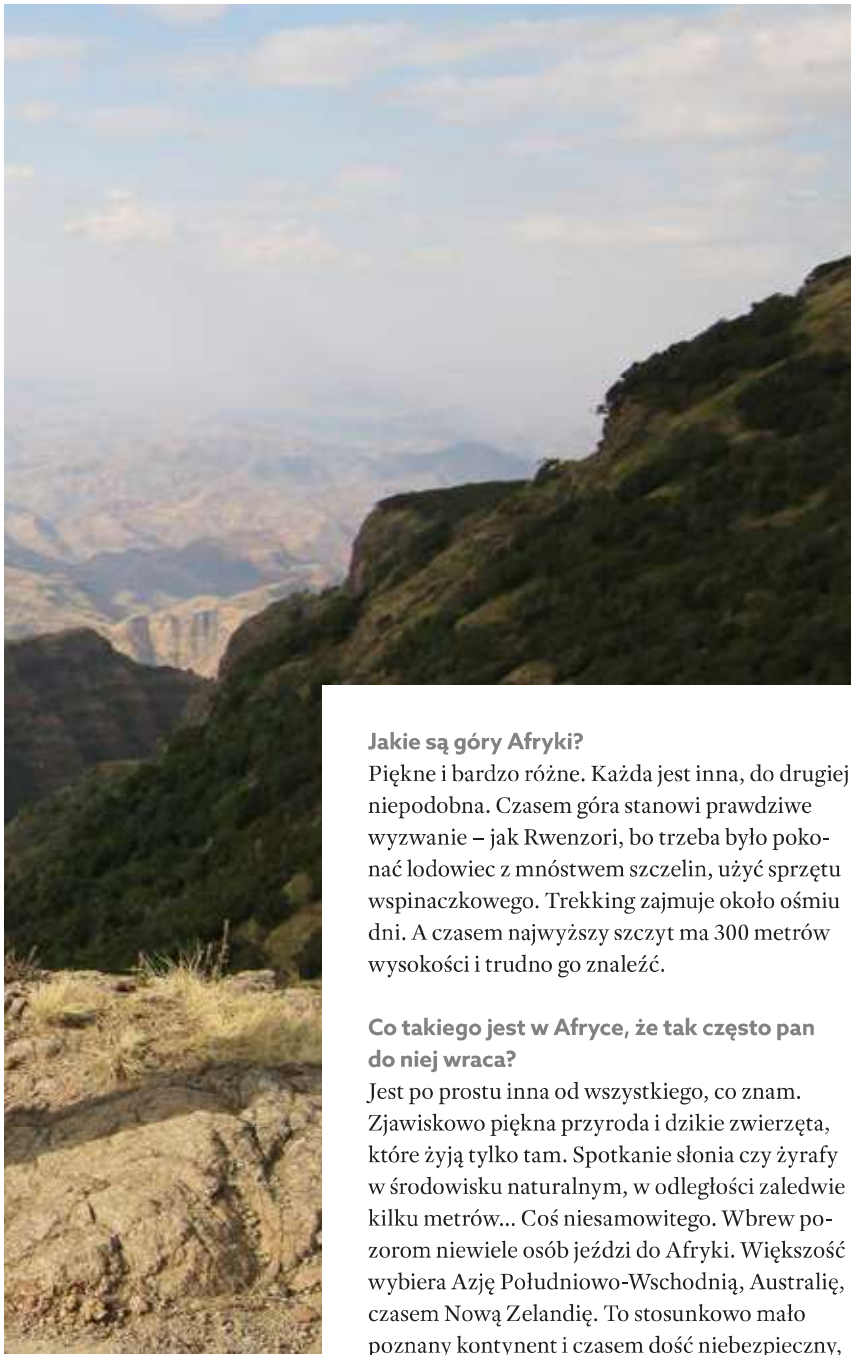 Jakie są góry Afryki?
Piękne i bardzo różne. Każda jest inna, do drugiej
niepodobna. Czasem góra stanowi prawdziwe
wyzwanie – jak Rwenzori, bo trzeba było poko-
nać lodowiec z mnóstwem szczelin, użyć sprzętu
wspinaczkowego. Trekking zajmuje około ośmiu
dni. A czasem najwyższy szczyt ma 300 metrów
wysokości i trudno go znaleźć.
Co takiego jest w Afryce, że tak często pan
do niej wraca?
Jest po prostu inna od wszystkiego, co znam.
Zjawiskowo piękna przyroda i dzikie zwierzęta,
które żyją tylko tam. Spotkanie słonia czy żyrafy
w środowisku naturalnym, w odległości zaledwie
kilku metrów... Coś niesamowitego. Wbrew po-
zorom niewiele osób jeździ do Afryki. Większość
wybiera Azję Południowo-Wschodnią, Australię,
czasem Nową Zelandię. To stosunkowo mało
poznany kontynent i czasem dość niebezpieczny,